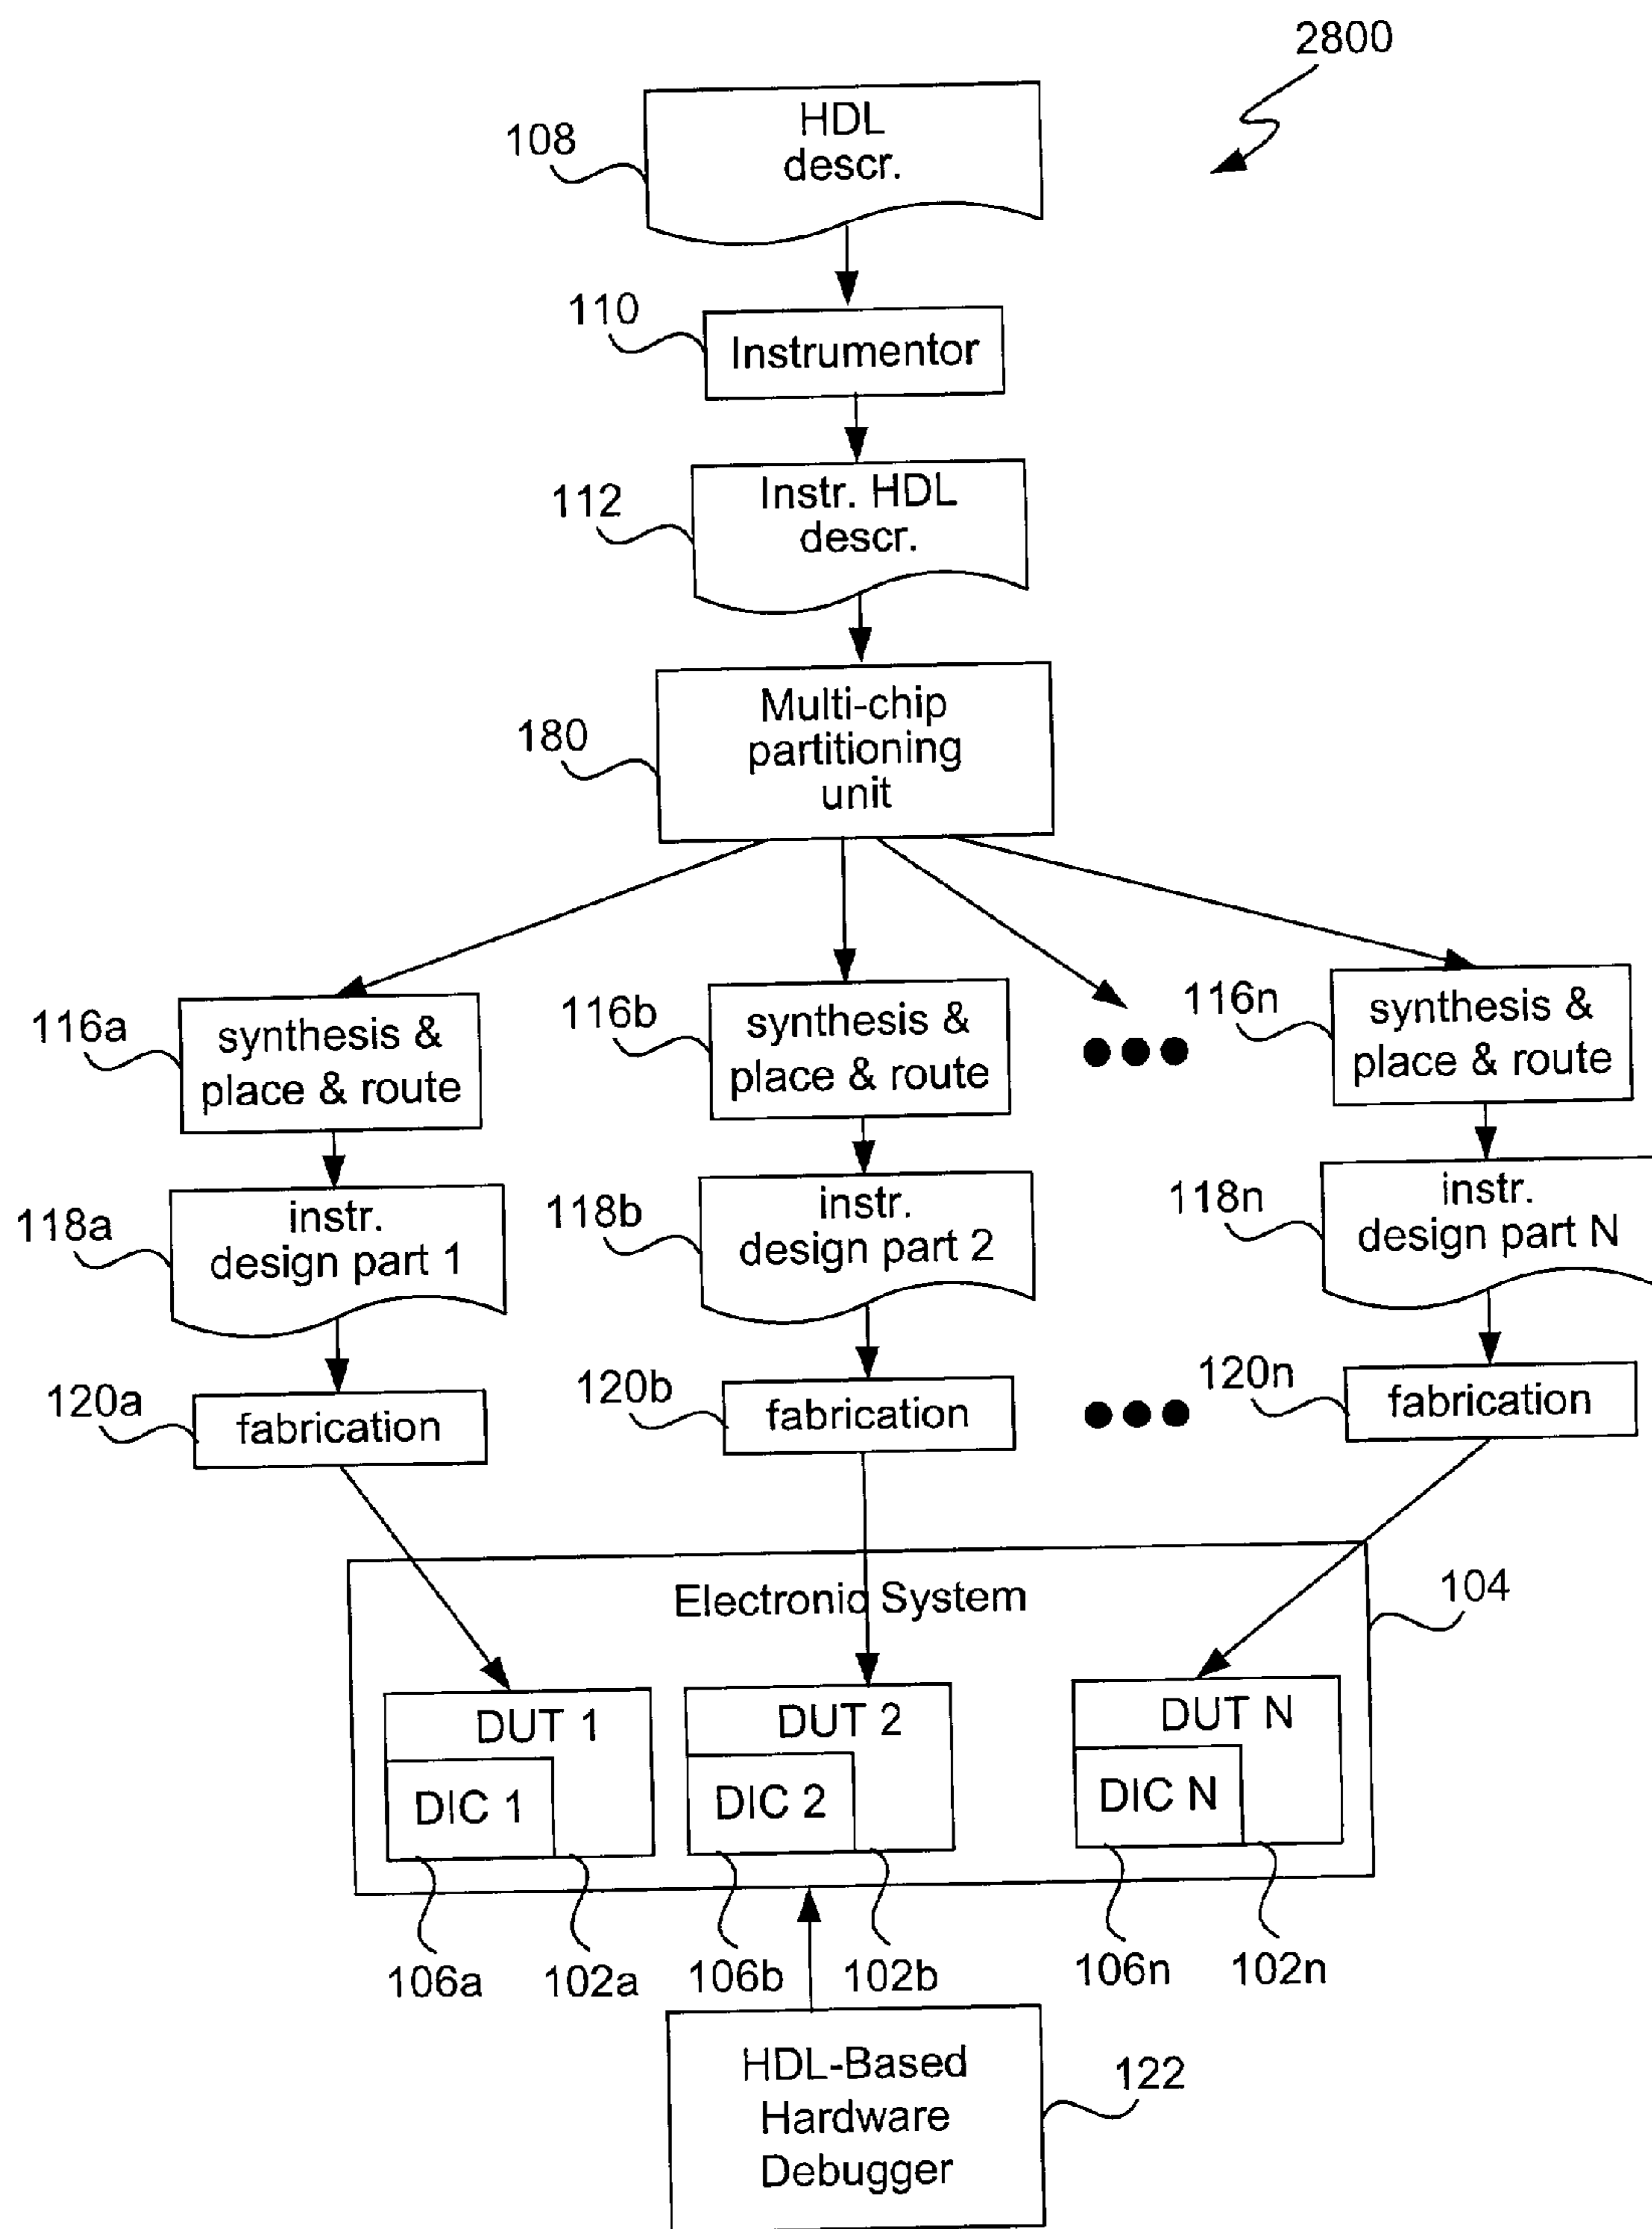 2800
108
HDL
descr.
110
Instrumentor
112
Instr. HDL
descr.
180
Multi-chip
partitioning
unit
116a
synthesis &
place & route
116b
synthesis &
place & route
116n
synthesis &
place & route
118a
instr.
design part 1
118b
instr.
design part 2
118n
instr.
design part N
120a
fabrication
120b
fabrication
120n
fabrication
Electronic System
104
DUT 1
DIC 1
DUT 2
DIC 2
DUT N
DIC N
106a
102a
106b
102b
106n
102n
HDL-Based
Hardware
Debugger
122